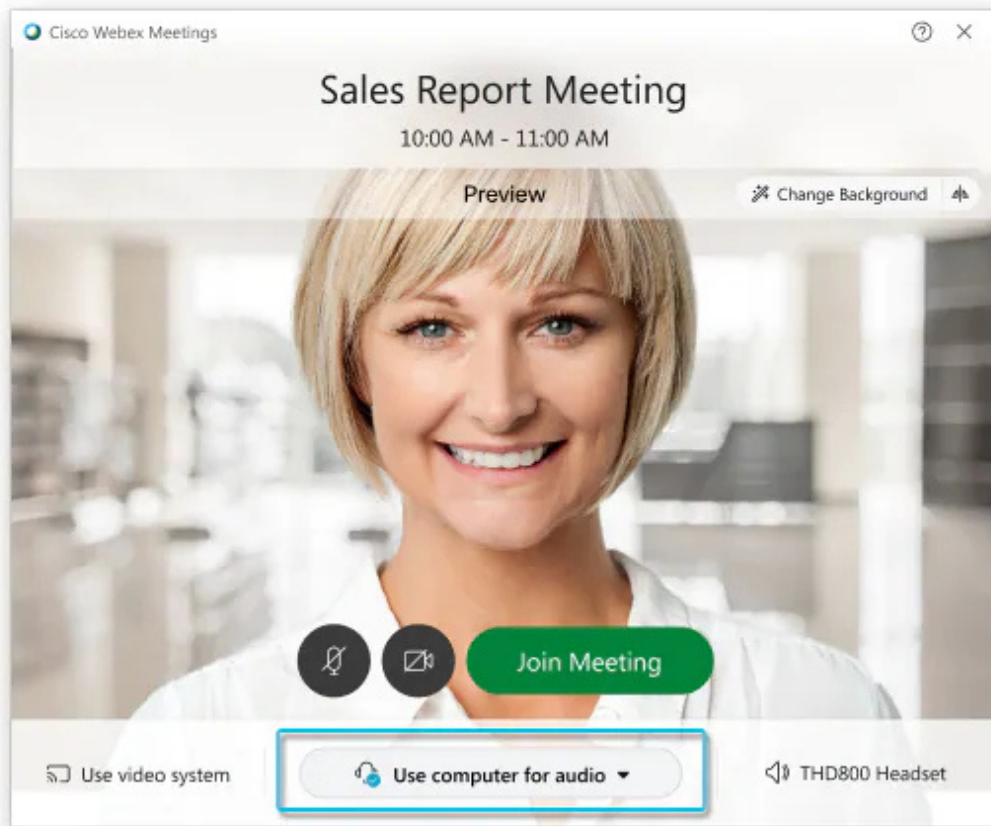 Cisco Webex Meetings
Sales Report Meeting
10:00 AM - 11:00 AM
Preview
Change Background
Join Meeting
Use video system
Use computer for audio
THD800 Headset